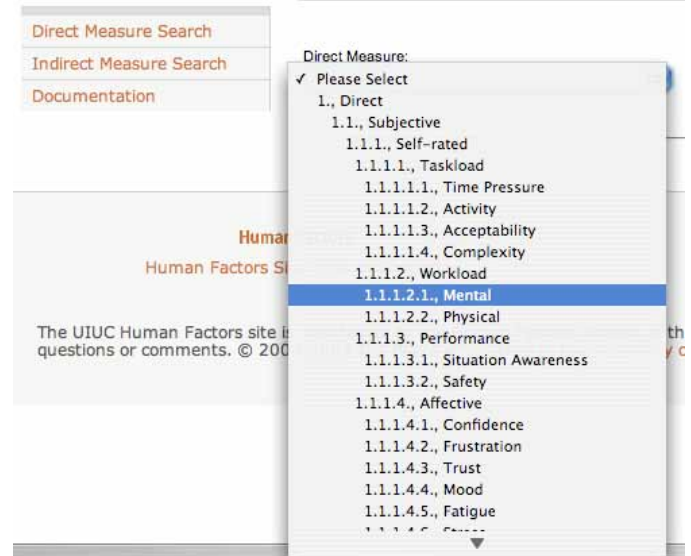 Direct Measure Search
Indirect Measure Search
Documentation
Direct Measure:
✓ Please Select
1., Direct
1.1., Subjective
1.1.1., Self-rated
1.1.1.1., Taskload
1.1.1.1.1., Time Pressure
1.1.1.1.2., Activity
1.1.1.1.3., Acceptability
1.1.1.1.4., Complexity
1.1.1.2., Workload
1.1.1.2.1., Mental
1.1.1.2.2., Physical
1.1.1.3., Performance
1.1.1.3.1., Situation Awareness
1.1.1.3.2., Safety
1.1.1.4., Affective
1.1.1.4.1., Confidence
1.1.1.4.2., Frustration
1.1.1.4.3., Trust
1.1.1.4.4., Mood
1.1.1.4.5., Fatigue
Human Factors
The UIUC Human Factors site
questions or comments. ©